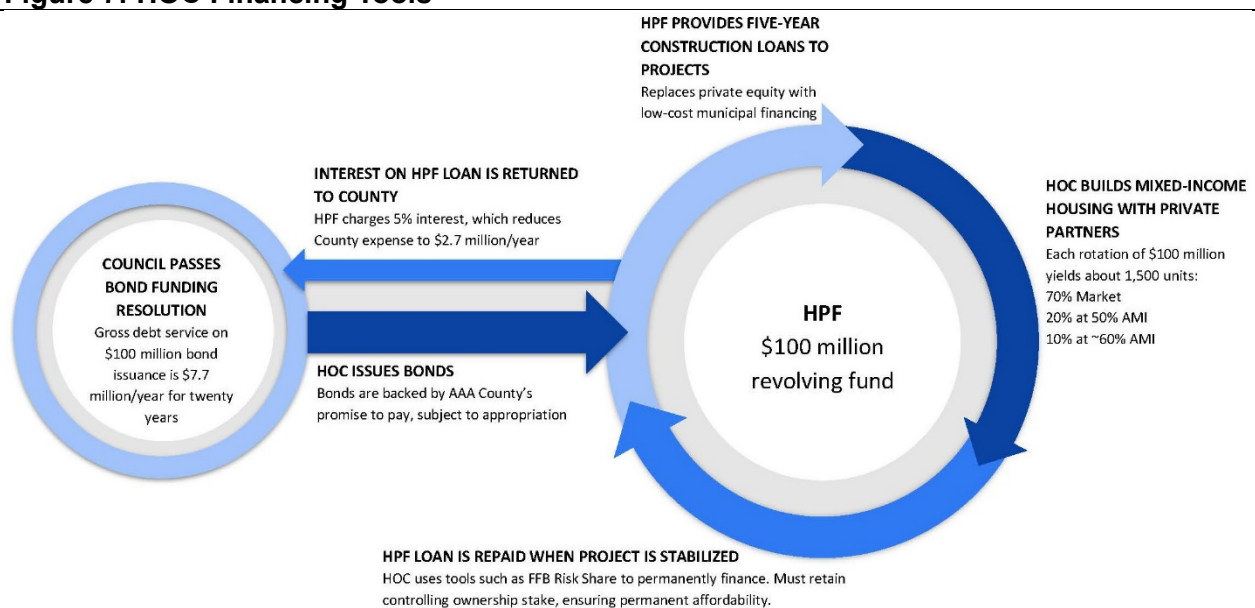 Figure 7: HOC Financing Tools
HPF PROVIDES FIVE-YEAR
CONSTRUCTION LOANS TO
PROJECTS
Replaces private equity with
low-cost municipal financing
INTEREST ON HPF LOAN IS RETURNED
TO COUNTY
HPF charges 5% interest, which reduces
County expense to $2.7 million/year
COUNCIL PASSES
BOND FUNDING
RESOLUTION
Gross debt service on
$100 million bond
issuance is $7.7
million/year for twenty
years
HOC ISSUES BONDS
Bonds are backed by AAA County's
promise to pay, subject to appropriation
HPF
$100 million
revolving fund
HOC BUILDS MIXED-INCOME
HOUSING WITH PRIVATE
PARTNERS
Each rotation of $100 million
yields about 1,500 units:
70% Market
20% at 50% AMI
10% at ~60% AMI
HPF LOAN IS REPAID WHEN PROJECT IS STABILIZED
HOC uses tools such as FFB Risk Share to permanently finance. Must retain
controlling ownership stake, ensuring permanent affordability.